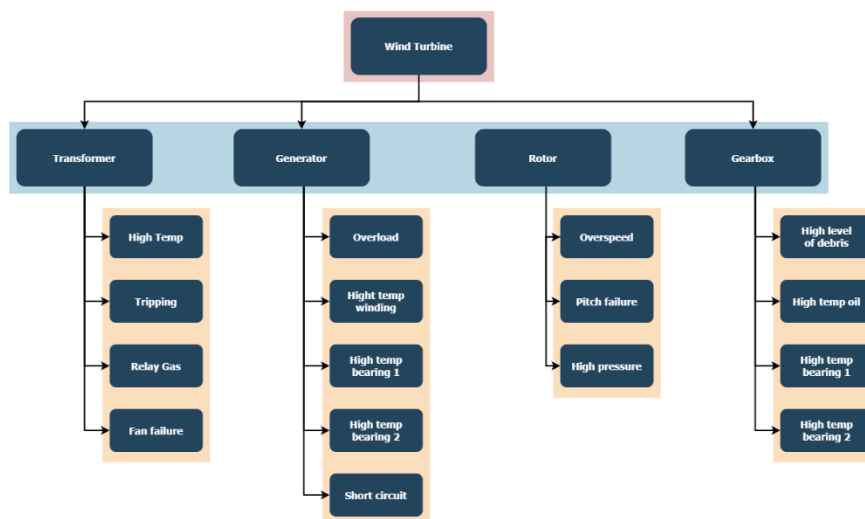 Wind Turbine
Transformer
Generator
Rotor
Gearbox
High Temp
Tripping
Relay Gas
Fan failure
Overload
Hight temp
winding
High temp
bearing 1
High temp
bearing 2
Short circuit
Overspeed
Pitch failure
High pressure
High level
of debris
High temp oil
High temp
bearing 1
High temp
bearing 2